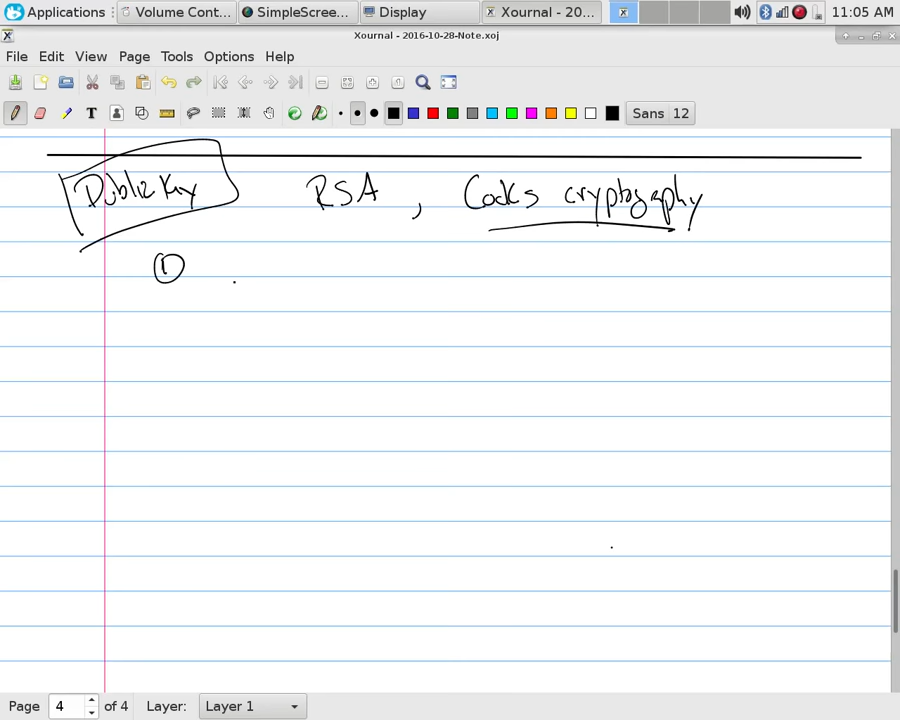 Applications Volume Cont... SimpleScree... Display Xournal - 20... 11:05 AM
Xournal - 2016-10-28-Note.xoj
File Edit View Page Tools Options Help
Sans 12
Public Key RSA , Cocks cryptography
①
Page 4 of 4 Layer: Layer 1